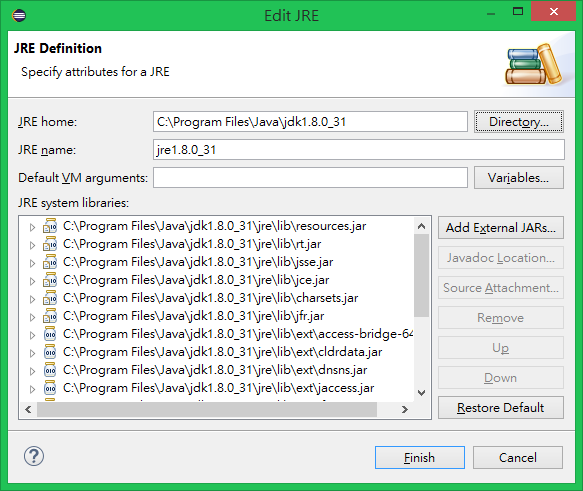 Edit JRE
JRE Definition
Specify attributes for a JRE
JRE home: C:\Program Files\Java\jdk1.8.0_31 Directory...
JRE name: jre1.8.0_31
Default VM arguments: Variables...
JRE system libraries:
C:\Program Files\Java\jdk1.8.0_31\jre\lib\resources.jar
C:\Program Files\Java\jdk1.8.0_31\jre\lib\rt.jar
C:\Program Files\Java\jdk1.8.0_31\jre\lib\jsse.jar
C:\Program Files\Java\jdk1.8.0_31\jre\lib\jce.jar
C:\Program Files\Java\jdk1.8.0_31\jre\lib\charsets.jar
C:\Program Files\Java\jdk1.8.0_31\jre\lib\jfr.jar
C:\Program Files\Java\jdk1.8.0_31\jre\lib\ext\access-bridge-64
C:\Program Files\Java\jdk1.8.0_31\jre\lib\ext\cldrdata.jar
C:\Program Files\Java\jdk1.8.0_31\jre\lib\ext\dnsns.jar
C:\Program Files\Java\jdk1.8.0_31\jre\lib\ext\jaccess.jar
Add External JARs...
Javadoc Location...
Source Attachment...
Remove
Up
Down
Restore Default
Finish Cancel